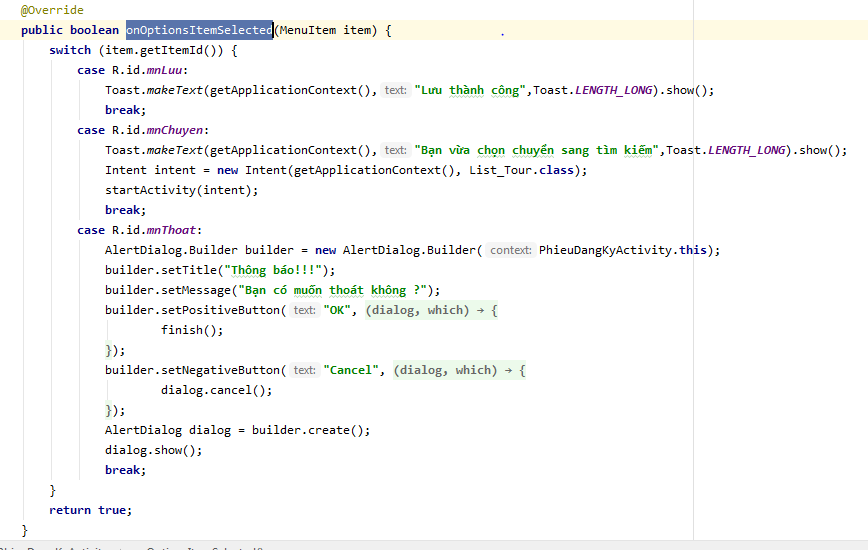 @Override
public boolean onOptionsItemSelected(MenuItem item) {
switch (item.getItemId()) {
case R.id.mnLuu:
Toast.makeText(getApplicationContext(), text: "Lưu thành công",Toast.LENGTH_LONG).show();
break;
case R.id.mnChuyen:
Toast.makeText(getApplicationContext(), text: "Bạn vừa chọn chuyển sang tìm kiếm",Toast.LENGTH_LONG).show();
Intent intent = new Intent(getApplicationContext(), List_Tour.class);
startActivity(intent);
break;
case R.id.mnThoat:
AlertDialog.Builder builder = new AlertDialog.Builder( context: PhieuDangKyActivity.this);
builder.setTitle("Thông báo!!!");
builder.setMessage("Bạn có muốn thoát không ?");
builder.setPositiveButton( text: "OK", (dialog, which) → {
finish();
});
builder.setNegativeButton( text: "Cancel", (dialog, which) → {
dialog.cancel();
});
AlertDialog dialog = builder.create();
dialog.show();
break;
}
return true;
}